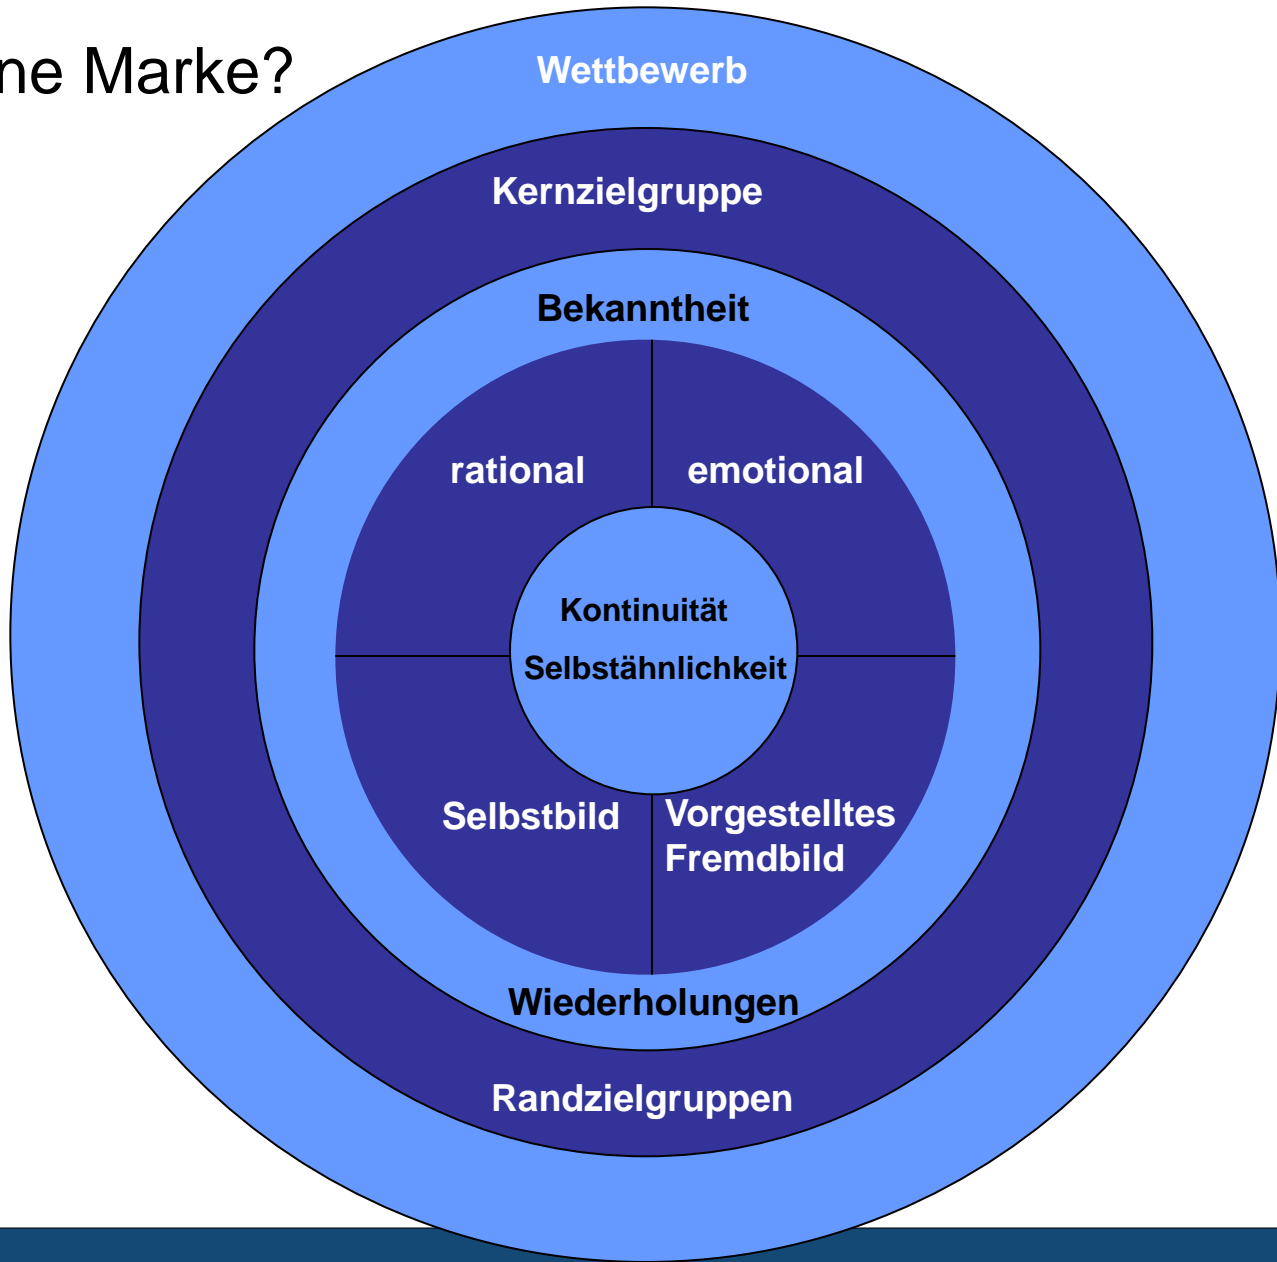 ne Marke?
Wettbewerb
Kernzielgruppe
Bekanntheit
rational
emotional
Kontinuität
Selbstähnlichkeit
Selbstbild
Vorgestelltes
Fremdbild
Wiederholungen
Randzielgruppen